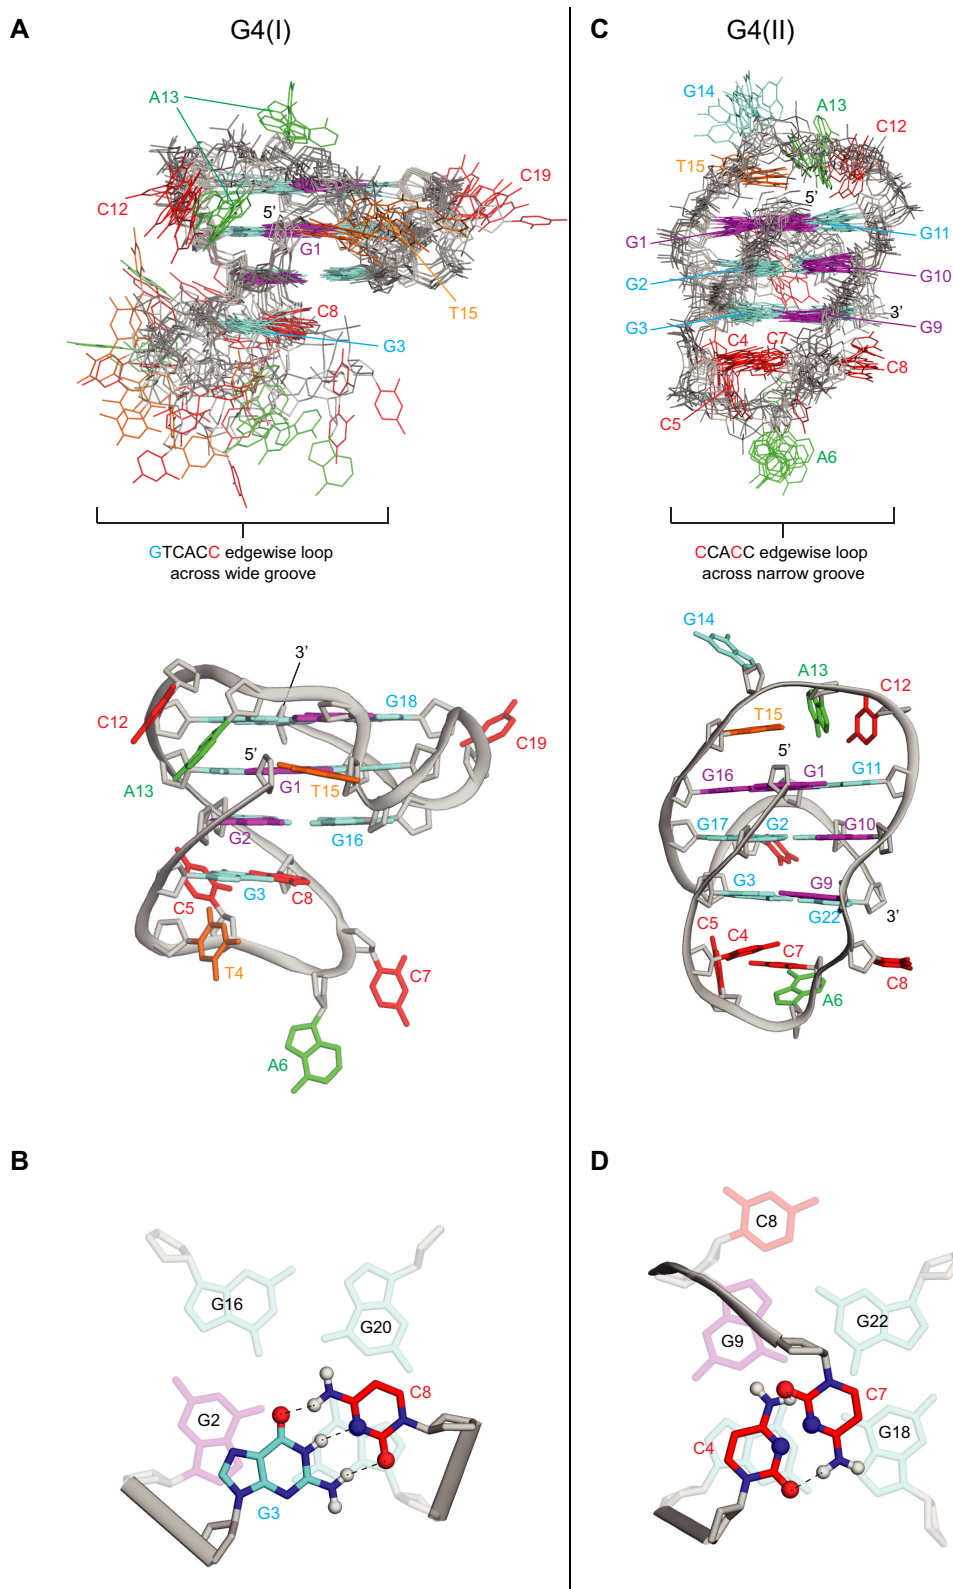 A
G4(I)
A13
C12
C19
5’
G1
T15
C8
G3
GTCACC edgewise loop
across wide groove
3’
G18
C12
C19
5’
G1
T15
A13
G2
G16
C5
G3
C8
T4
C7
A6
B
G16
G20
C8
G2
G3
C
G4(II)
G14
A13
C12
T15
5’
G1
G11
G2
G10
G3
3’
G9
C4
C7
C8
C5
A6
CCACC edgewise loop
across narrow groove
G14
A13
C12
T15
5’
G16
G1
G11
G17
G2
G10
G3
G9
G22
3’
C5
C4
C7
C8
A6
D
C8
G9
G22
C7
C4
G18